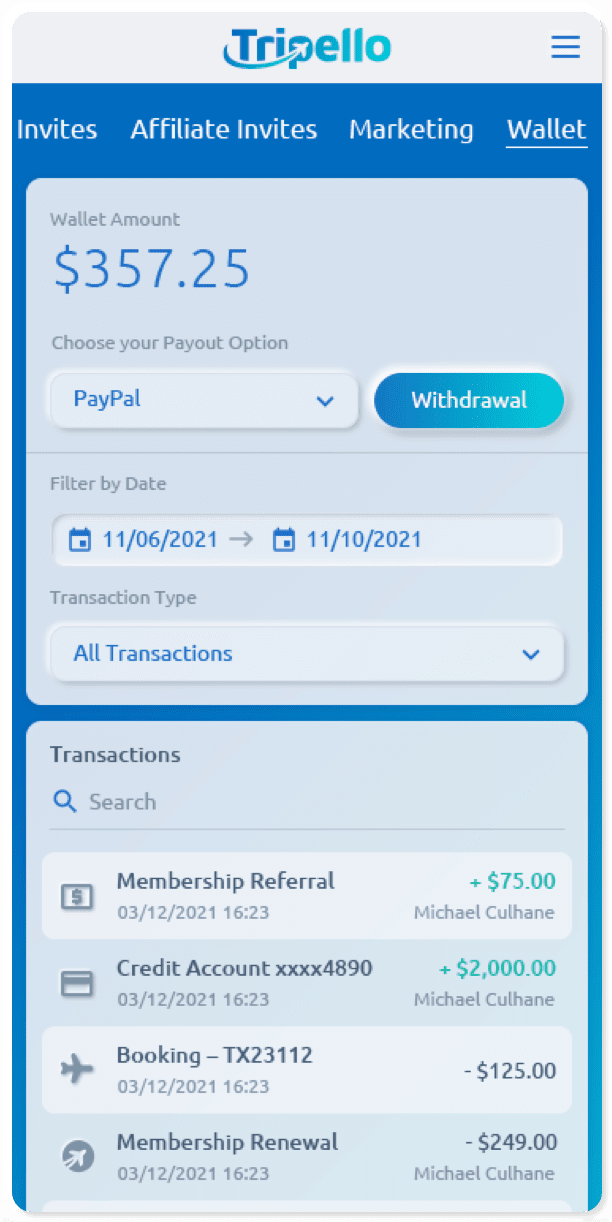 Tripello
Invites Affiliate Invites Marketing Wallet
Wallet Amount
$357.25
Choose your Payout Option
PayPal Withdrawal
Filter by Date
11/06/2021 → 11/10/2021
Transaction Type
All Transactions
Transactions
Search
Membership Referral + $75.00
03/12/2021 16:23 Michael Culhane
Credit Account xxxx4890 + $2,000.00
03/12/2021 16:23 Michael Culhane
Booking – TX23112 - $125.00
03/12/2021 16:23
Membership Renewal - $249.00
03/12/2021 16:23 Michael Culhane